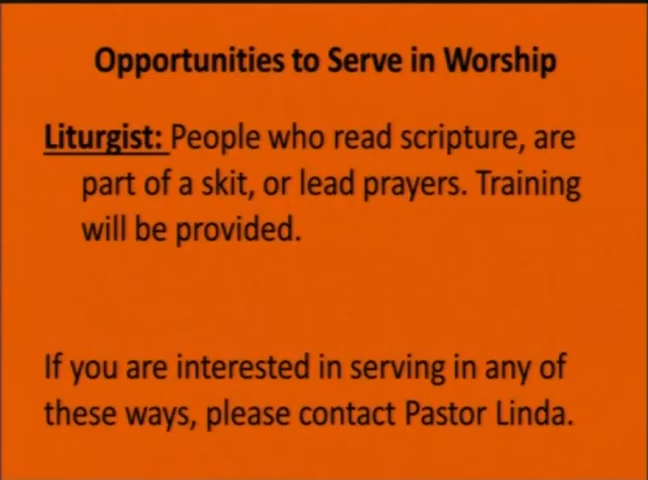 Opportunities to Serve in Worship
Liturgist: People who read scripture, are
part of a skit, or lead prayers. Training
will be provided.
If you are interested in serving in any of
these ways, please contact Pastor Linda.